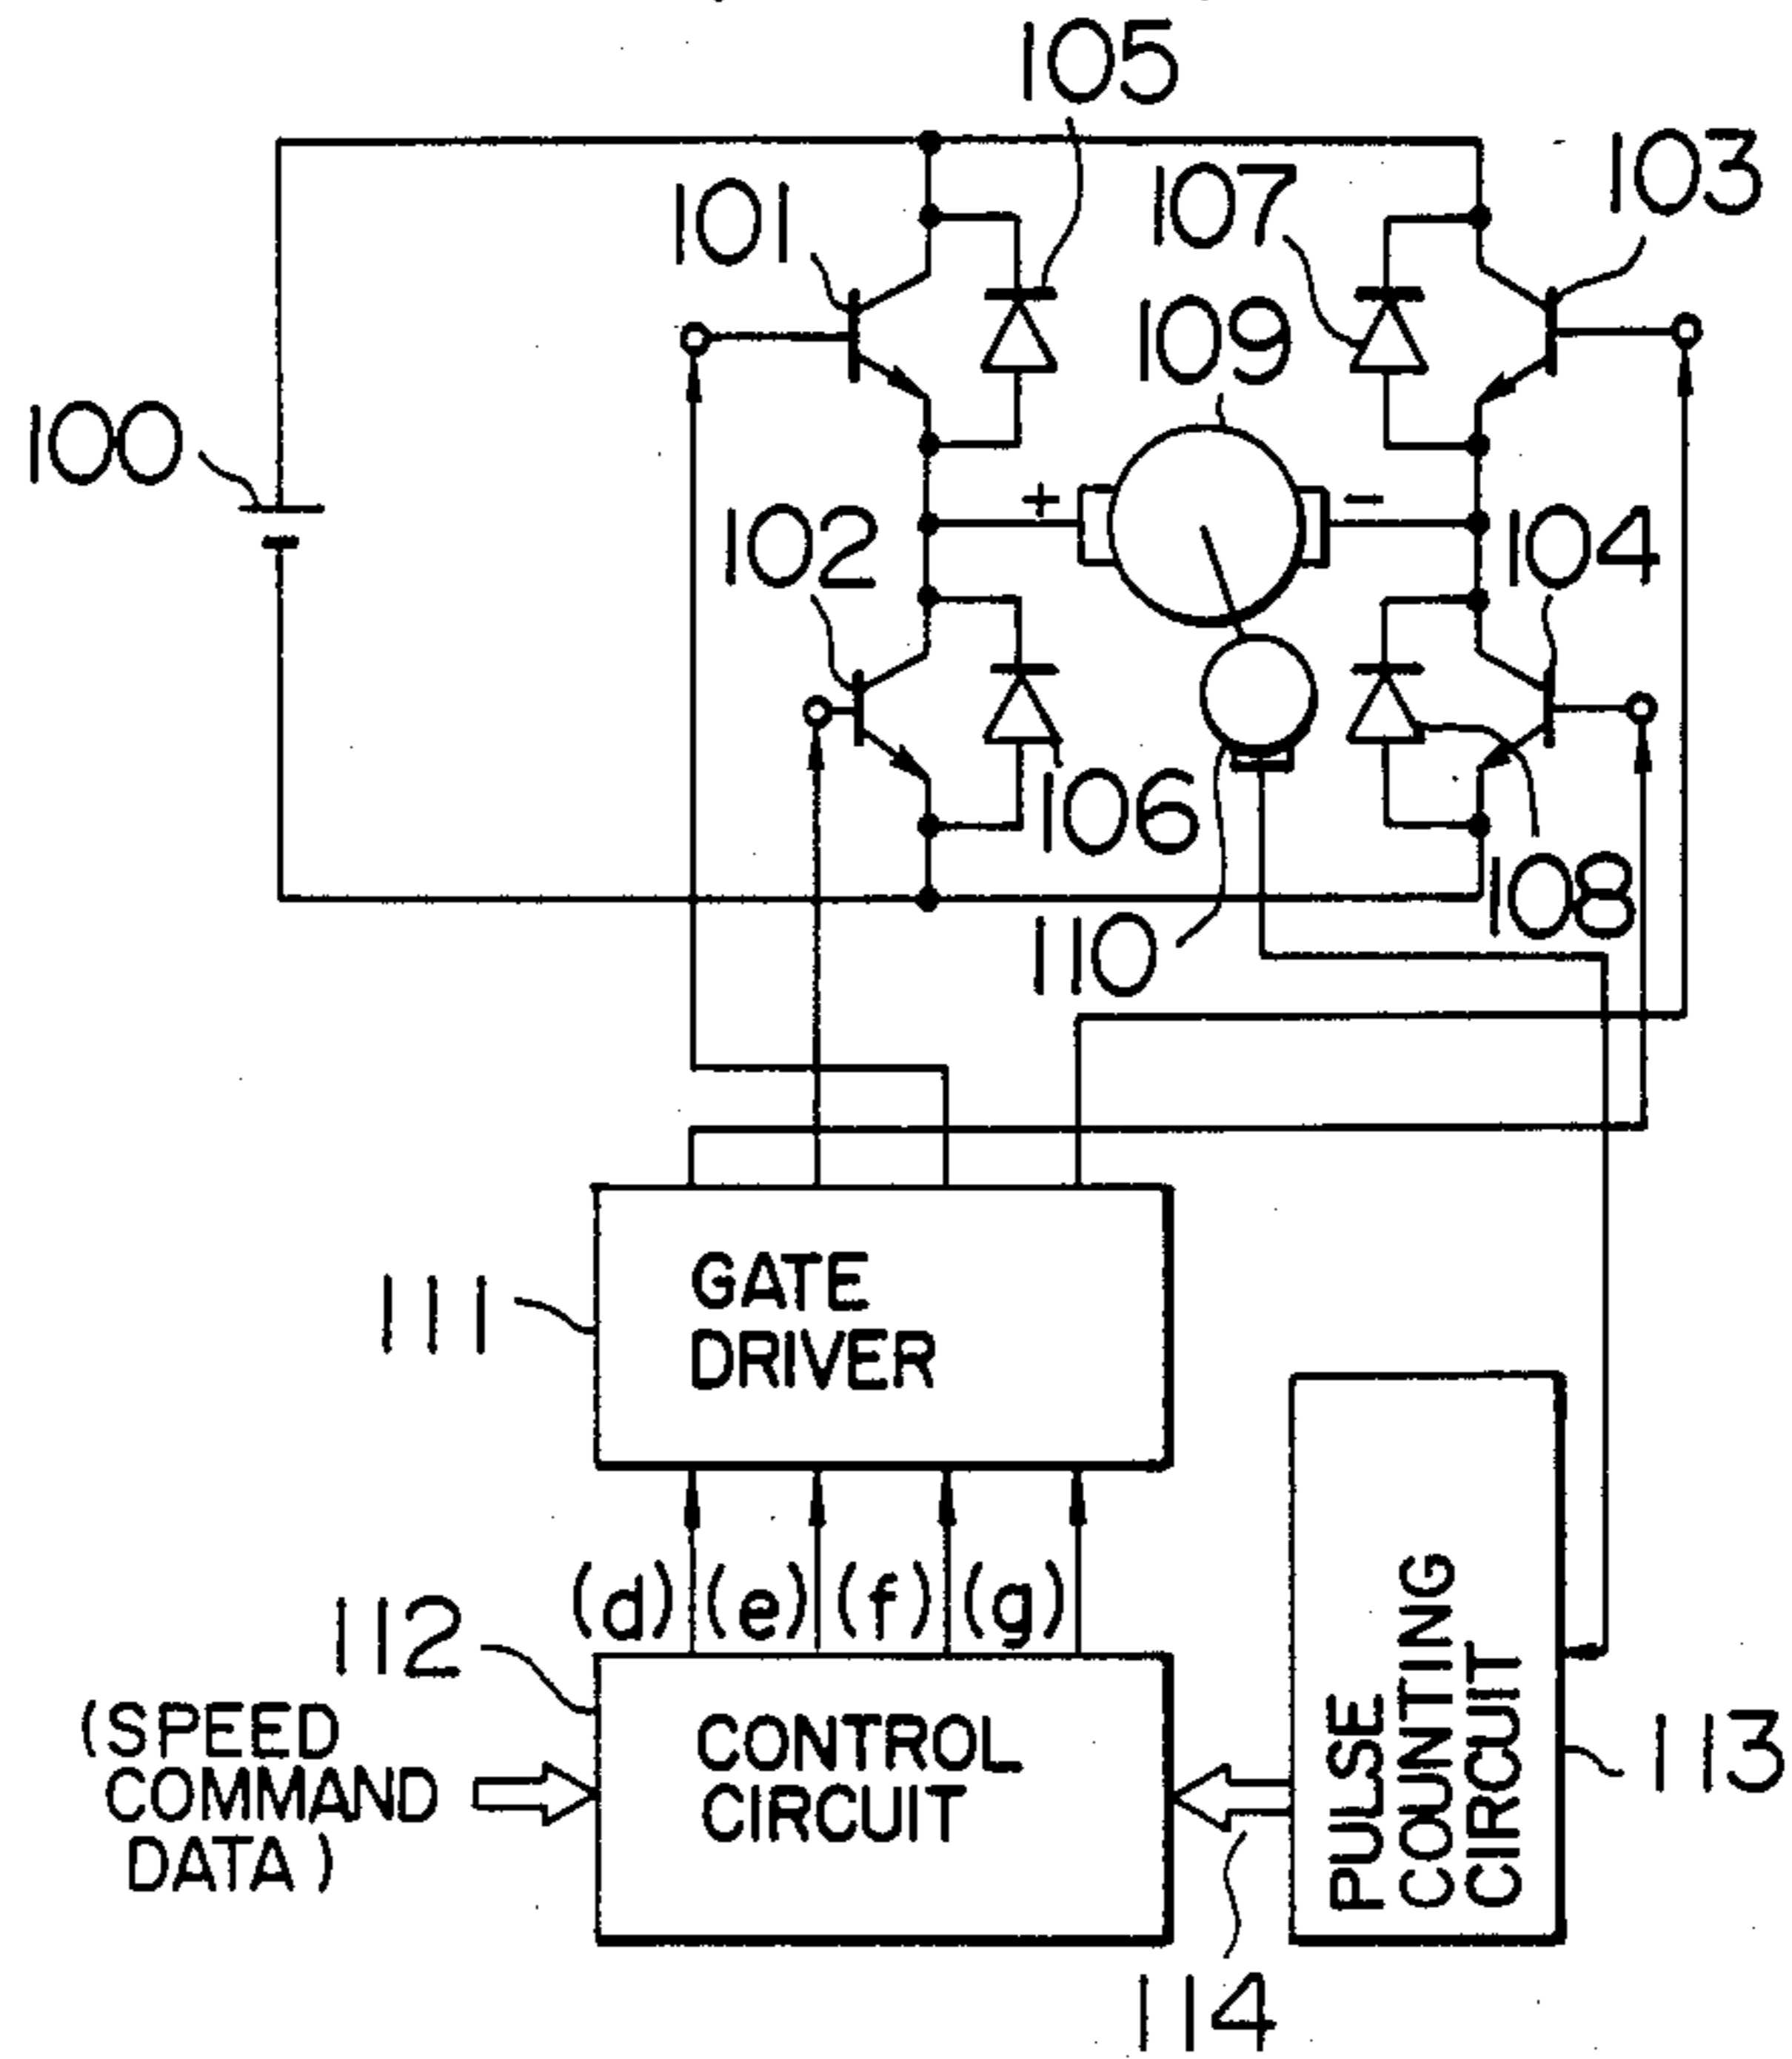 105
103
101
107
109
100
+
-
102
104
106
108
110
GATE
DRIVER
111
(d) (e) (f) (g)
112
(SPEED
COMMAND
DATA)
CONTROL
CIRCUIT
PULSE
COUNTING
CIRCUIT
113
114